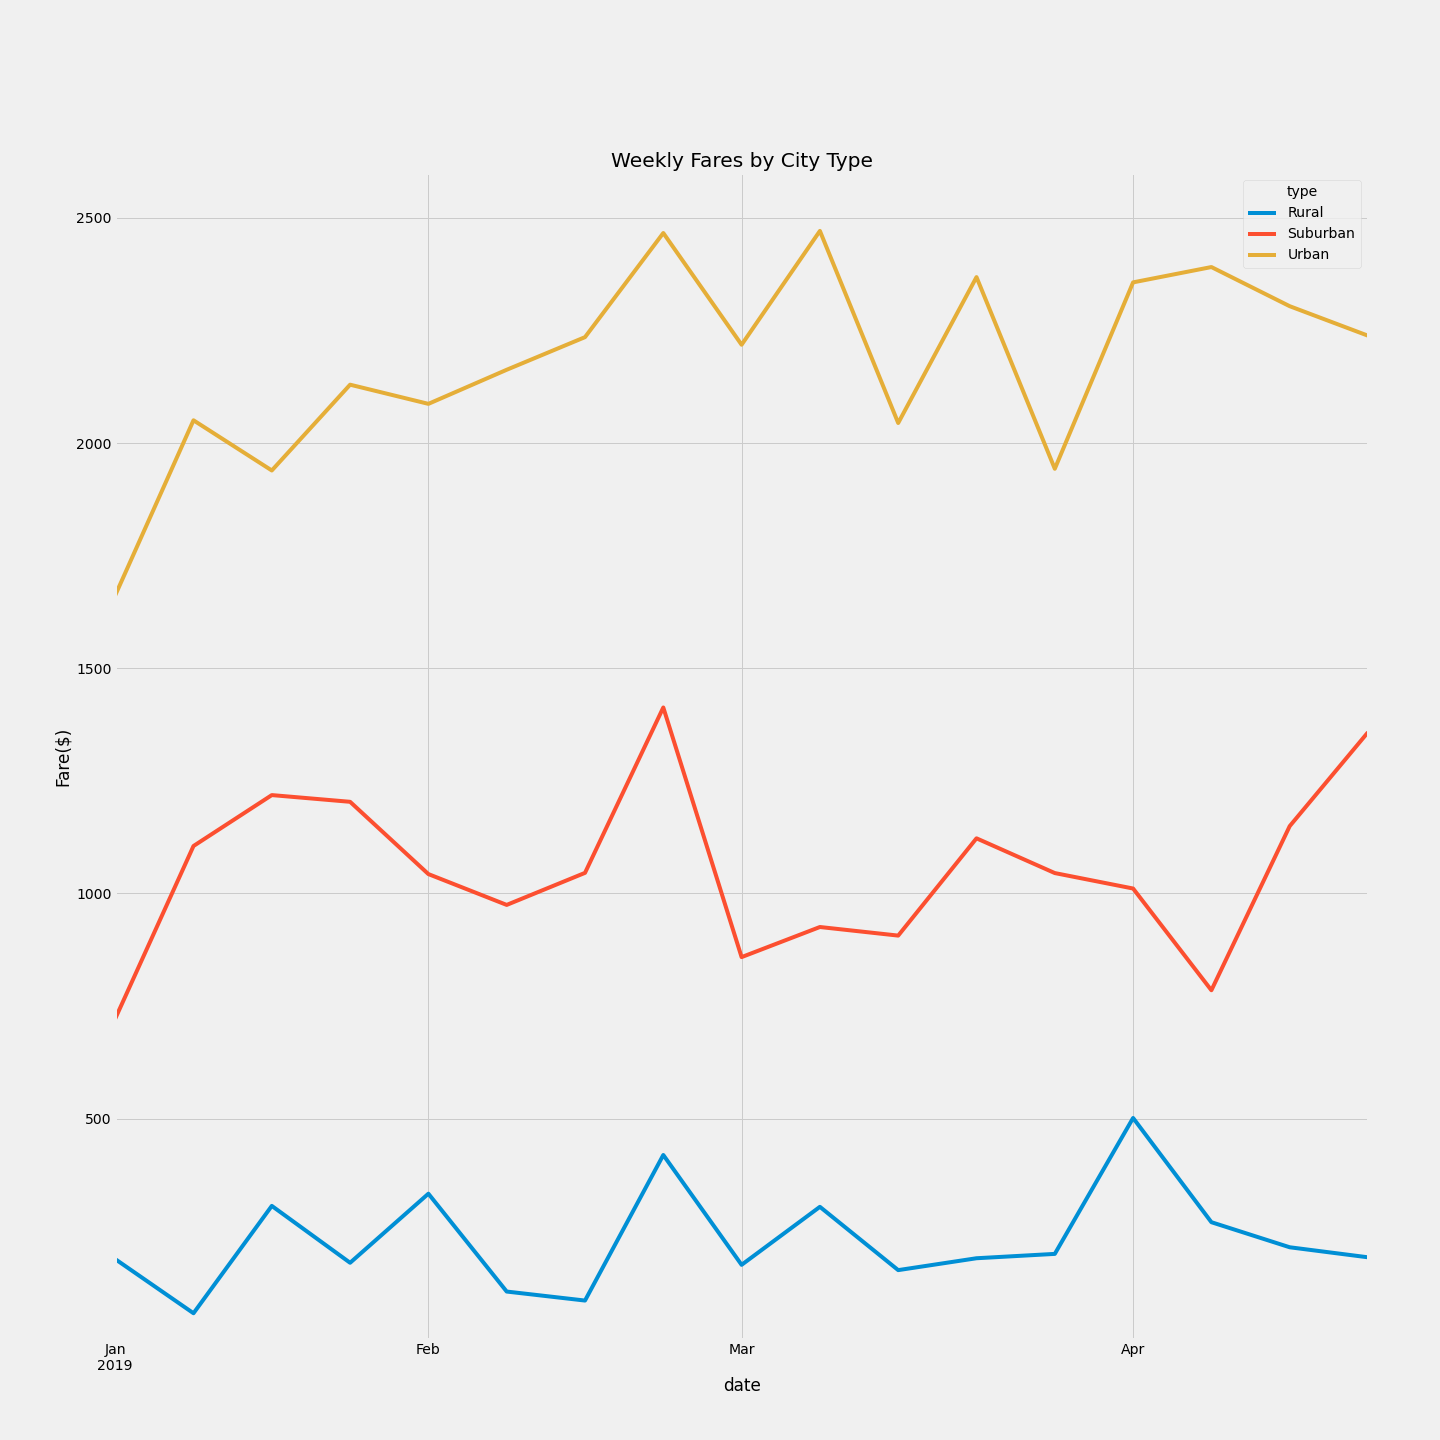 Weekly Fares by City Type
type
Rural
Suburban
Urban
2500
2000
1500
1000
500
Fare($)
Jan
2019
Feb
Mar
Apr
date